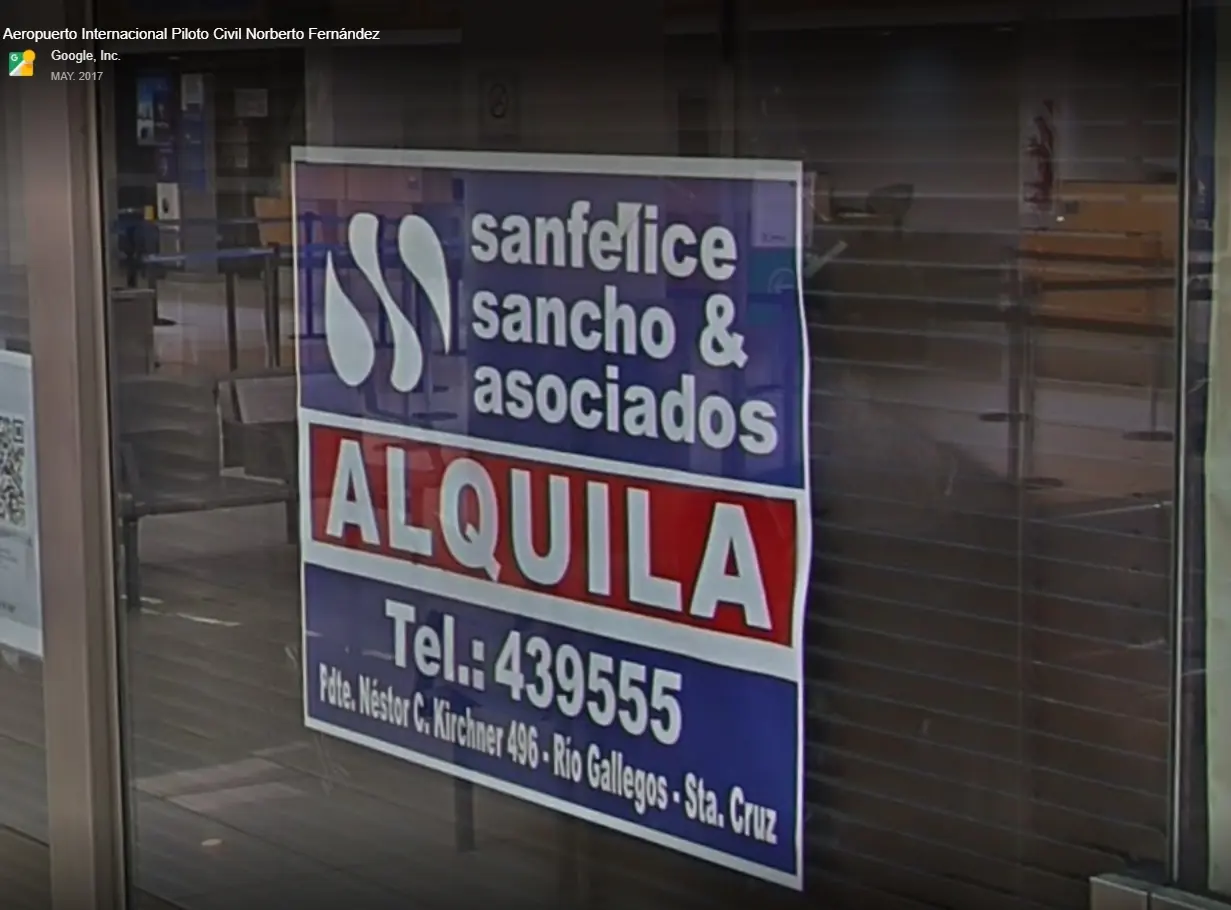 Aeropuerto Internacional Piloto Civil Norberto Fernández
Google, Inc.
MAY. 2017
sanfelice
sancho &
asociados
ALQUILA
Tel.: 439555
Pdte. Néstor C. Kirchner 496 - Río Gallegos - Sta. Cruz